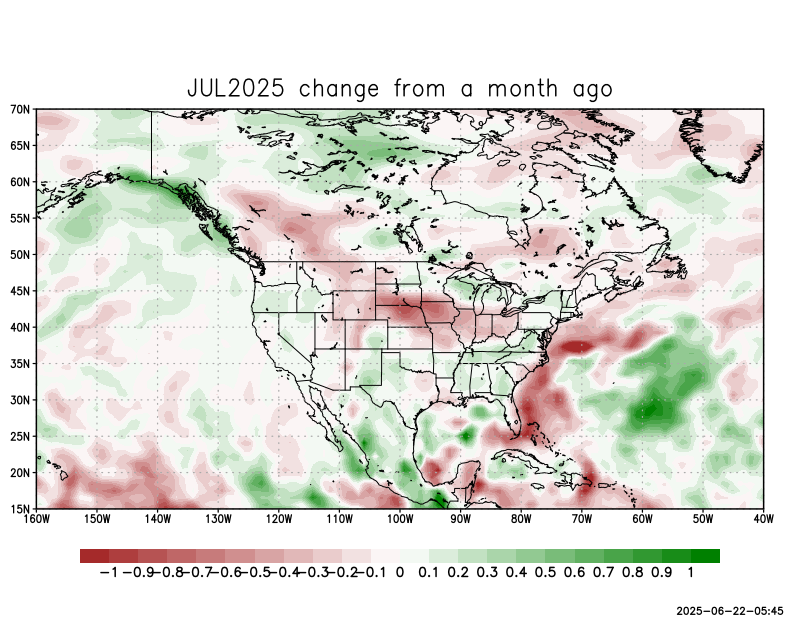 JUL2025 change from a month ago
70N
65N
60N
55N
50N
45N
40N
35N
30N
25N
20N
15N
160W 150W 140W 130W 120W 110W 100W 90W 80W 70W 60W 50W 40W
−1 −0.9 −0.8 −0.7 −0.6 −0.5 −0.4 −0.3 −0.2 −0.1 0 0.1 0.2 0.3 0.4 0.5 0.6 0.7 0.8 0.9 1
2025-06-22-05:45